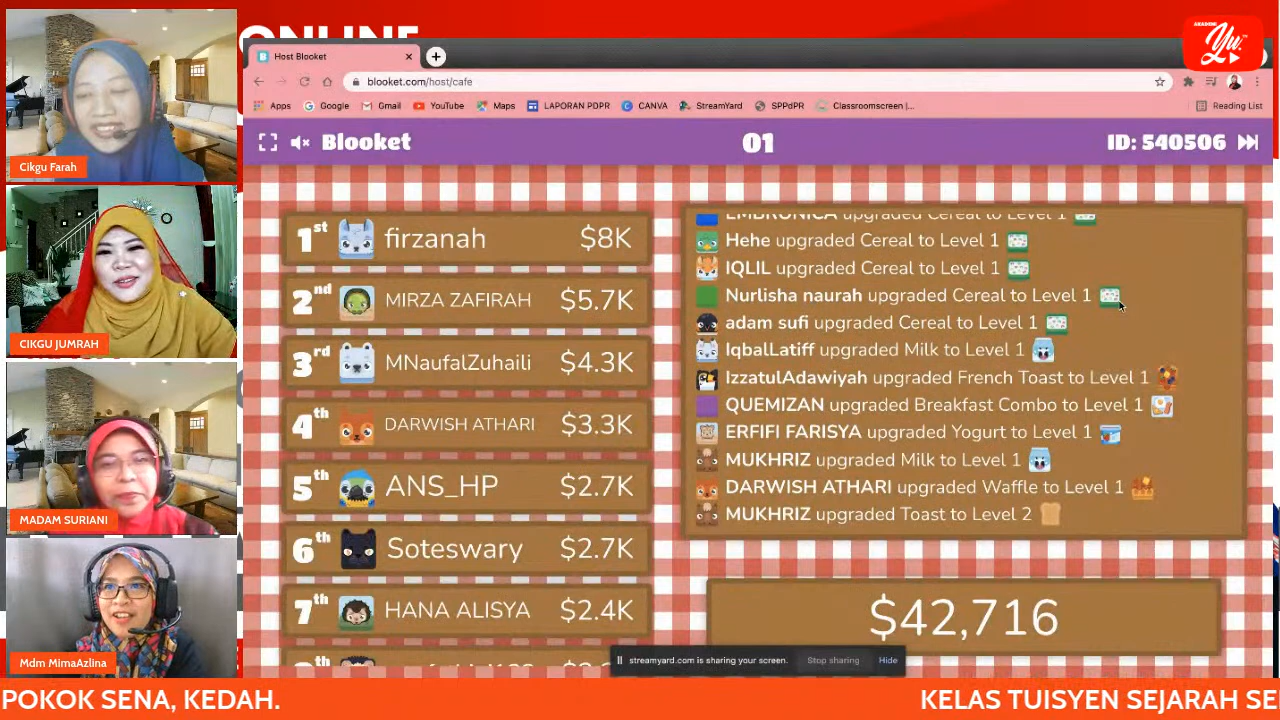 ONLINE
AKADEMI
Yu
Host Blooket
blooket.com/host/cafe
Apps Google Gmail YouTube Maps LAPORAN PDPR CANVA StreamYard SPPdPR Classroomscreen |... Reading List
Blooket 01 ID: 540506
1st firzanah $8K
2nd MIRZA ZAFIRAH $5.7K
3rd MNaufalZuhaili $4.3K
4th DARWISH ATHARI $3.3K
5th ANS_HP $2.7K
6th Soteswary $2.7K
7th HANA ALISYA $2.4K
EMBRONICA upgraded Cereal to Level 1
Hehe upgraded Cereal to Level 1
IQLIL upgraded Cereal to Level 1
Nurlisha naurah upgraded Cereal to Level 1
adam sufi upgraded Cereal to Level 1
IqbalLatiff upgraded Milk to Level 1
IzzatulAdawiyah upgraded French Toast to Level 1
QUEMIZAN upgraded Breakfast Combo to Level 1
ERFIFI FARISYA upgraded Yogurt to Level 1
MUKHRIZ upgraded Milk to Level 1
DARWISH ATHARI upgraded Waffle to Level 1
MUKHRIZ upgraded Toast to Level 2
$42,716
streamyard.com is sharing your screen. Stop sharing Hide
Cikgu Farah
CIKGU JUMRAH
MADAM SURIANI
Mdm MimaAzlina
POKOK SENA, KEDAH. KELAS TUISYEN SEJARAH SE